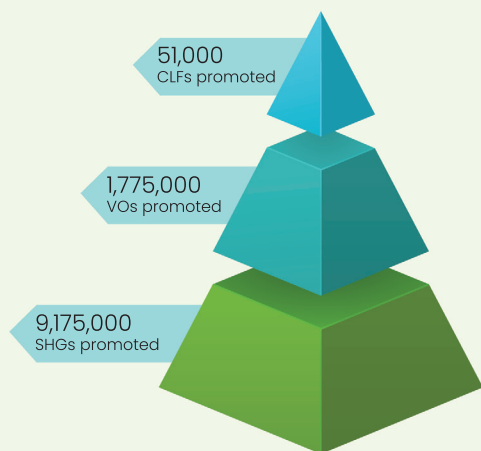 51,000
CLFs promoted
1,775,000
VOs promoted
9,175,000
SHGs promoted